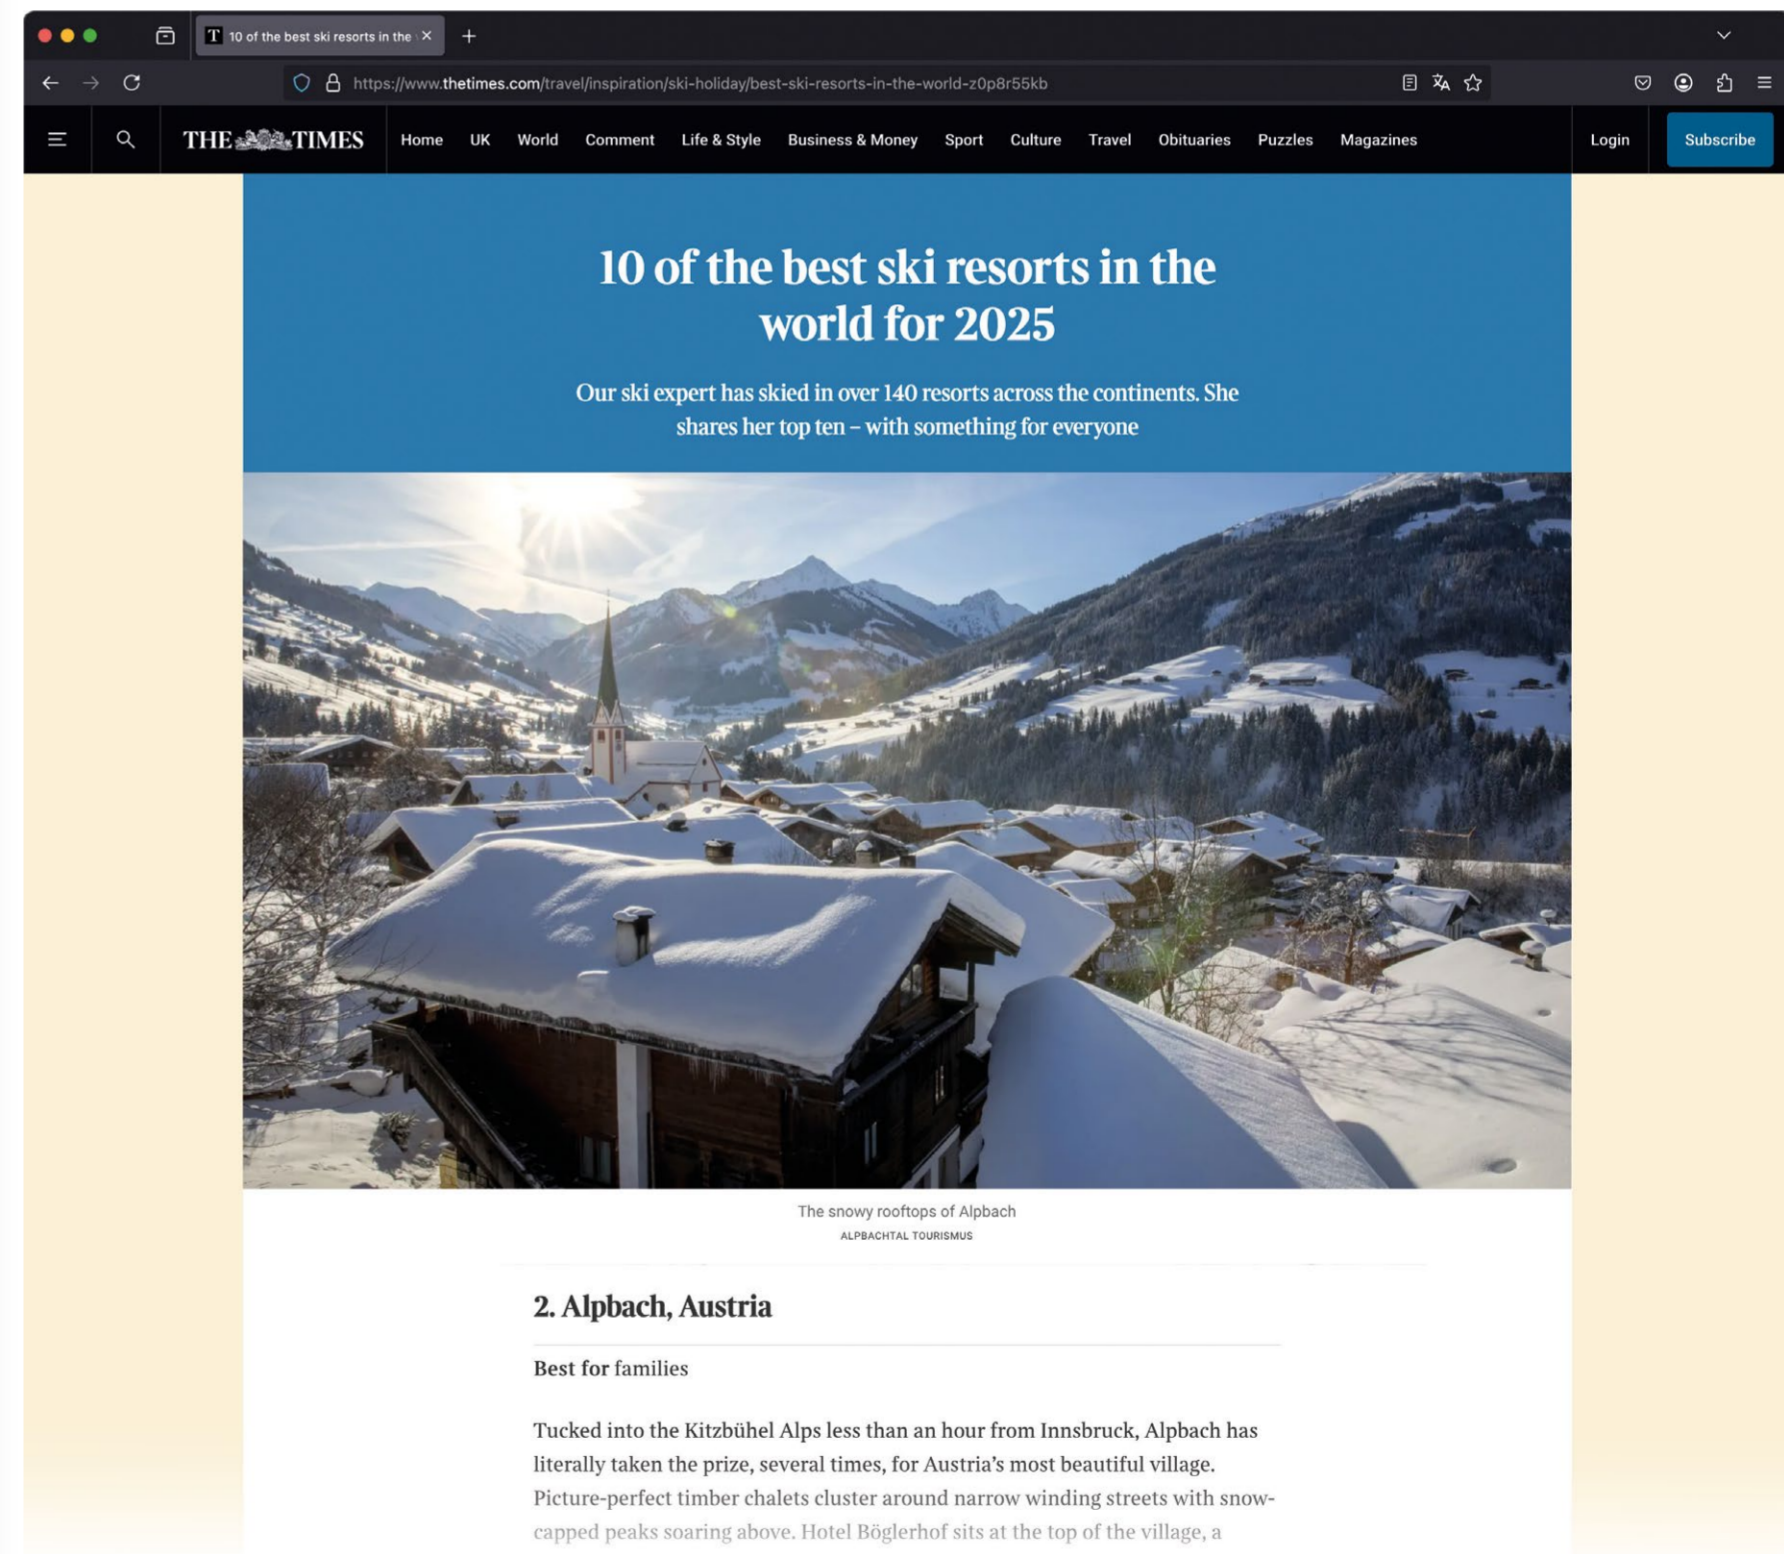 T 10 of the best ski resorts in the
https://www.thetimes.com/travel/inspiration/ski-holiday/best-ski-resorts-in-the-world-z0p8r55kb
THE TIMES Home UK World Comment Life & Style Business & Money Sport Culture Travel Obituaries Puzzles Magazines Login Subscribe
10 of the best ski resorts in the
world for 2025
Our ski expert has skied in over 140 resorts across the continents. She
shares her top ten – with something for everyone
The snowy rooftops of Alpbach
ALPBACHTAL TOURISMUS
2. Alpbach, Austria
Best for families
Tucked into the Kitzbühel Alps less than an hour from Innsbruck, Alpbach has
literally taken the prize, several times, for Austria’s most beautiful village.
Picture-perfect timber chalets cluster around narrow winding streets with snow-
capped peaks soaring above. Hotel Böglerhof sits at the top of the village, a